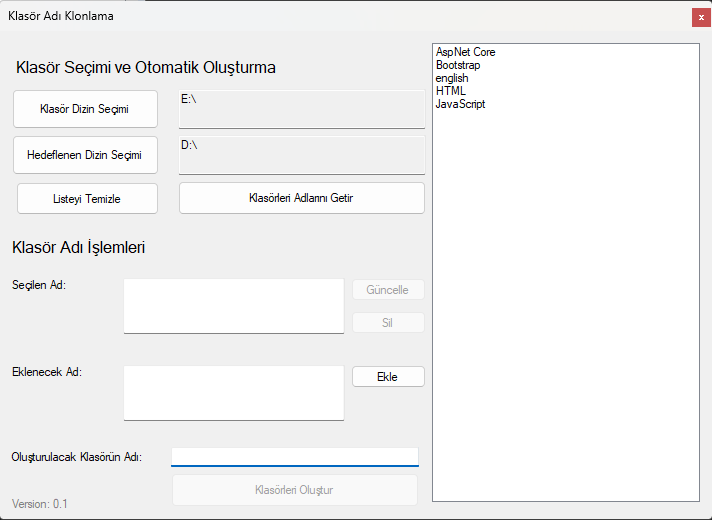 Klasör Adı Klonlama
x
Klasör Seçimi ve Otomatik Oluşturma
Klasör Dizin Seçimi
E:\
Hedeflenen Dizin Seçimi
D:\
Listeyi Temizle
Klasörleri Adlarını Getir
Klasör Adı İşlemleri
Seçilen Ad:
Güncelle
Sil
Eklenecek Ad:
Ekle
Oluşturulacak Klasörün Adı:
Klasörleri Oluştur
Version: 0.1
AspNet Core
Bootstrap
english
HTML
JavaScript